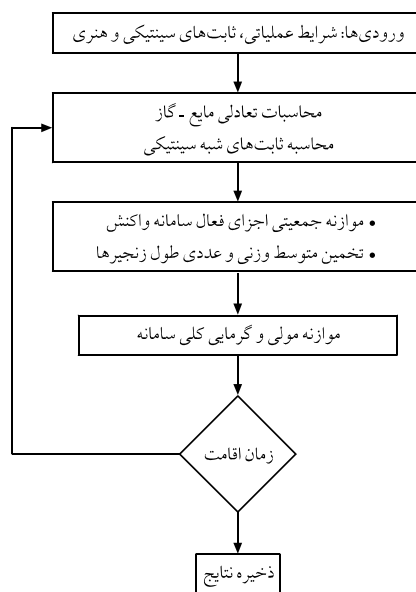 ورودی‌ها: شرایط عملیاتی، ثابت‌های سینتیکی و هنری
محاسبات تعادلی مایع - گاز
محاسبه ثابت‌های شبه سینتیکی
• موازنه جمعیتی اجزای فعال سامانه واکنش
• تخمین متوسط وزنی و عددی طول زنجیرها
موازنه مولی و گرمایی کلی سامانه
زمان اقامت
ذخیره نتایج